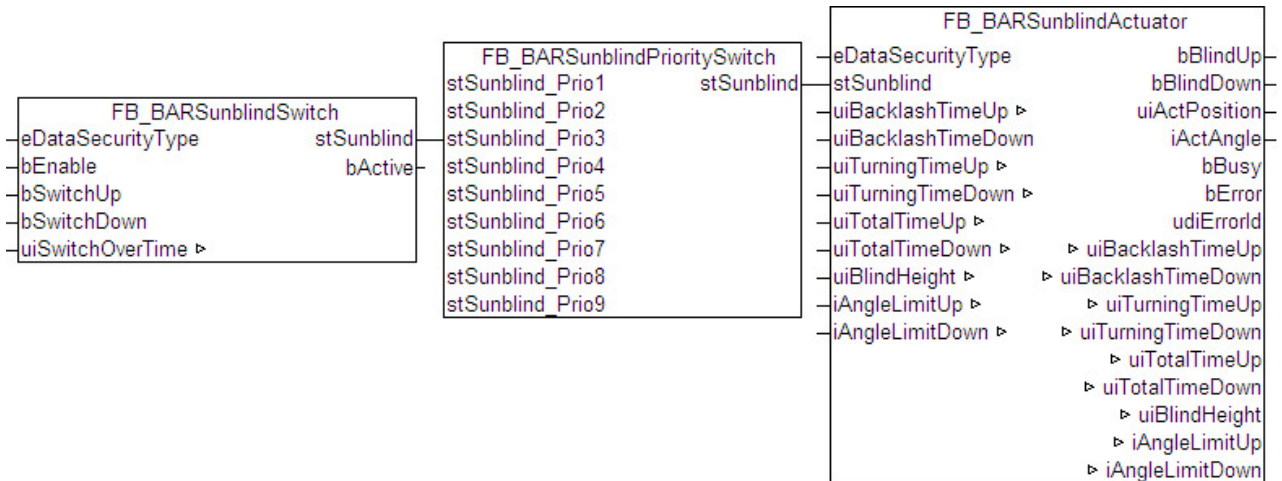 FB_BARSunblindSwitch
eDataSecurityType stSunblind
bEnable bActive
bSwitchUp
bSwitchDown
uiSwitchOverTime ▹
FB_BARSunblindPrioritySwitch
stSunblind_Prio1 stSunblind
stSunblind_Prio2
stSunblind_Prio3
stSunblind_Prio4
stSunblind_Prio5
stSunblind_Prio6
stSunblind_Prio7
stSunblind_Prio8
stSunblind_Prio9
FB_BARSunblindActuator
eDataSecurityType bBlindUp
stSunblind bBlindDown
uiBacklashTimeUp ▹ uiActPosition
uiBacklashTimeDown iActAngle
uiTurningTimeUp ▹ bBusy
uiTurningTimeDown ▹ bError
uiTotalTimeUp ▹ udiErrorId
uiTotalTimeDown ▹ ▹ uiBacklashTimeUp
uiBlindHeight ▹ ▹ uiBacklashTimeDown
iAngleLimitUp ▹ ▹ uiTurningTimeUp
iAngleLimitDown ▹ ▹ uiTurningTimeDown
▹ uiTotalTimeUp
▹ uiTotalTimeDown
▹ uiBlindHeight
▹ iAngleLimitUp
▹ iAngleLimitDown